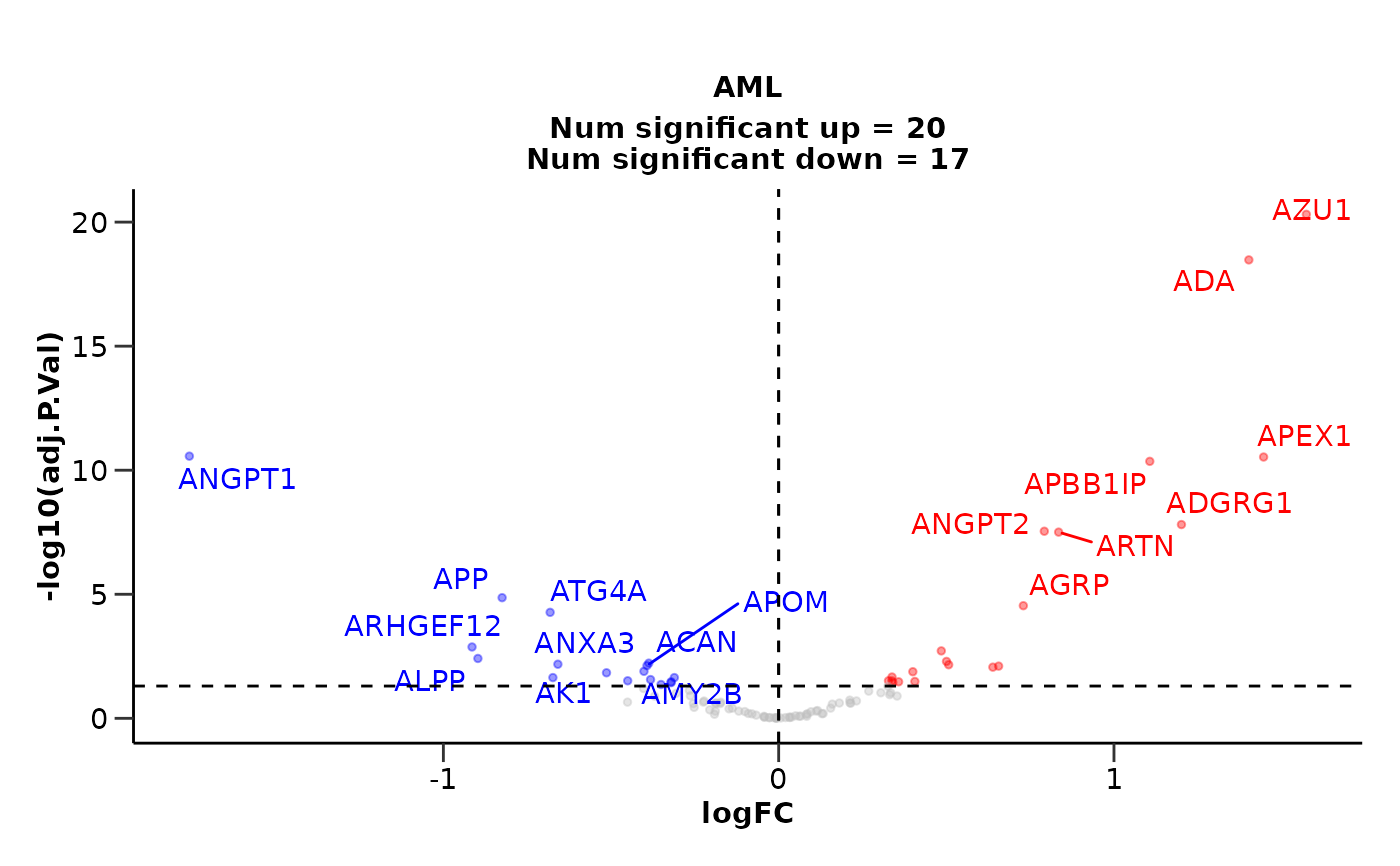 AML
Num significant up = 20
Num significant down = 17
-log10(adj.P.Val)
20
15
10
5
0
AZU1
ADA
APEX1
APBB1IP
ADGRG1
ANGPT2
ARTN
AGRP
ANGPT1
APP
ATG4A
APOM
ARHGEF12
ANXA3
ACAN
ALPP
AK1
AMY2B
-1
0
1
logFC